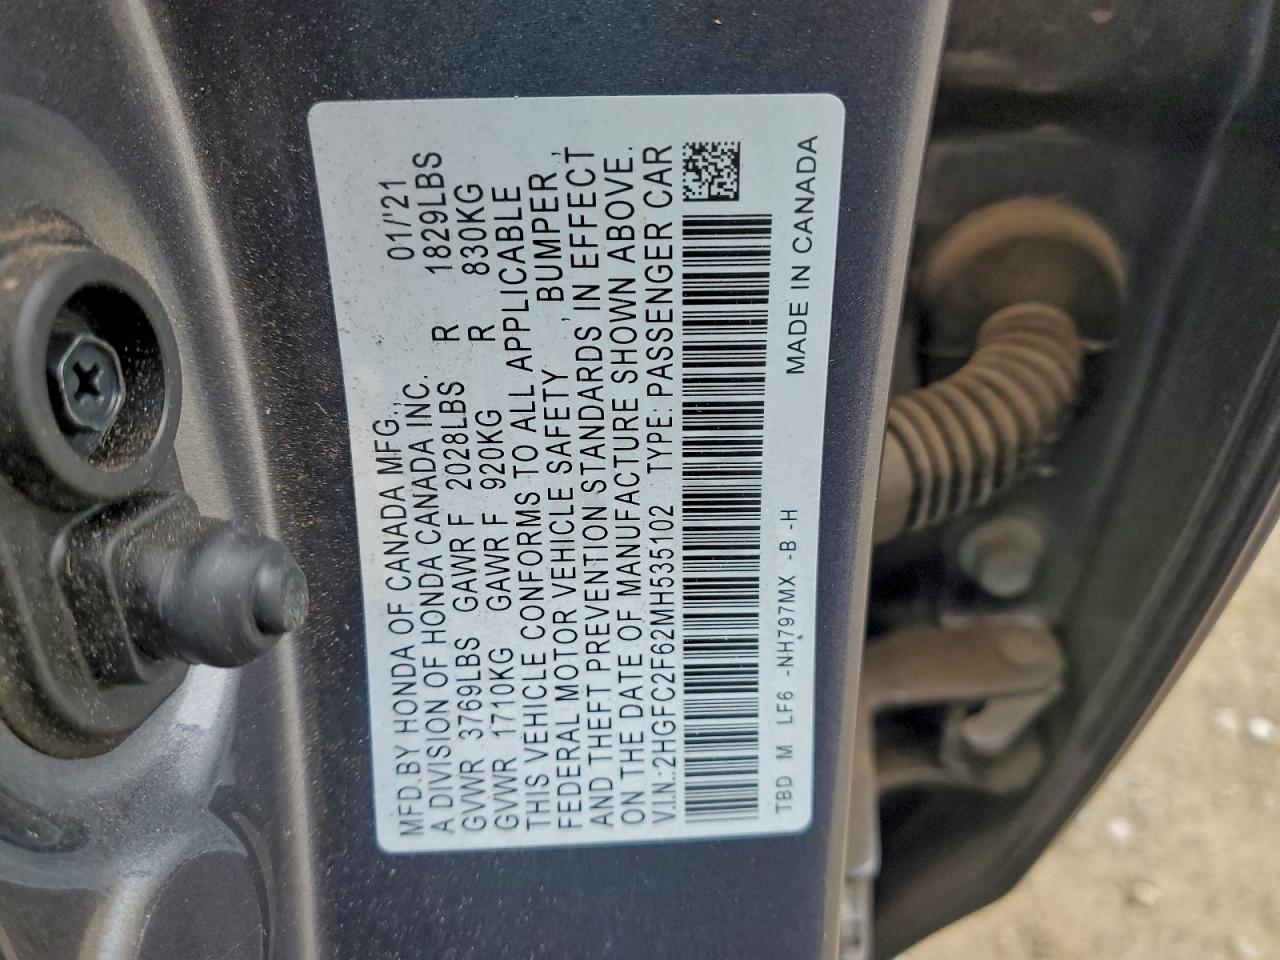 MFD.BY HONDA OF CANADA MFG., 01/'21
A DIVISION OF HONDA CANADA INC.
GVWR 3769LBS GAWR F 2028LBS R 1829LBS
GVWR 1710KG GAWR F 920KG R 830KG
THIS VEHICLE CONFORMS TO ALL APPLICABLE
FEDERAL MOTOR VEHICLE SAFETY , BUMPER ,
AND THEFT PREVENTION STANDARDS IN EFFECT
ON THE DATE OF MANUFACTURE SHOWN ABOVE.
V.I.N.:2HGFC2F62MH535102 TYPE: PASSENGER CAR
TBD M LF6 -NH797MX -B -H MADE IN CANADA